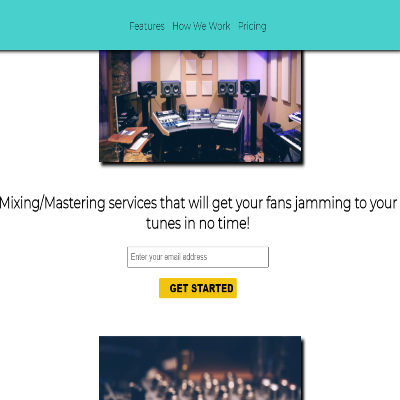 Features How We Work Pricing
Mixing/Mastering services that will get your fans jamming to your
tunes in no time!
Enter your email address
GET STARTED